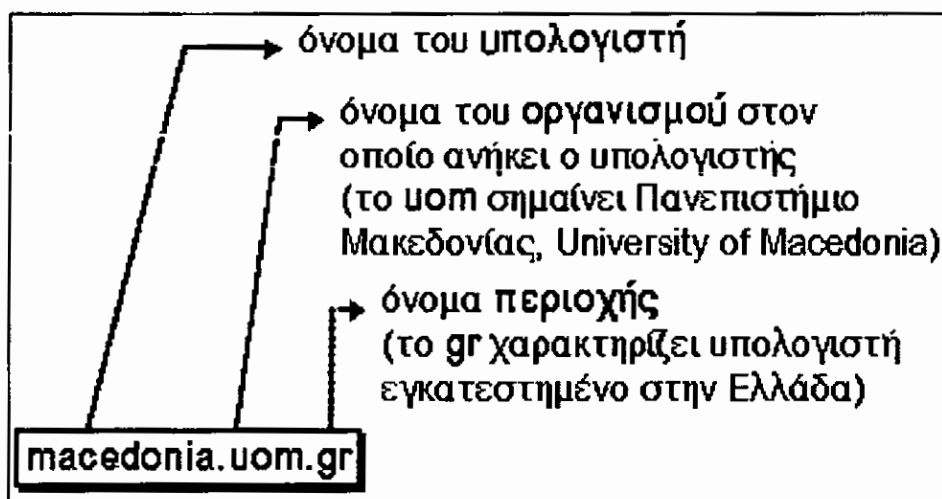 όνομα του υπολογιστή
όνομα του οργανισμού στον
οποίο ανήκει ο υπολογιστής
(το uom σημαίνει Πανεπιστήμιο
Μακεδονίας, University of Macedonia)
όνομα περιοχής
(το gr χαρακτηρίζει υπολογιστή
εγκατεστημένο στην Ελλάδα)
macedonia.uom.gr